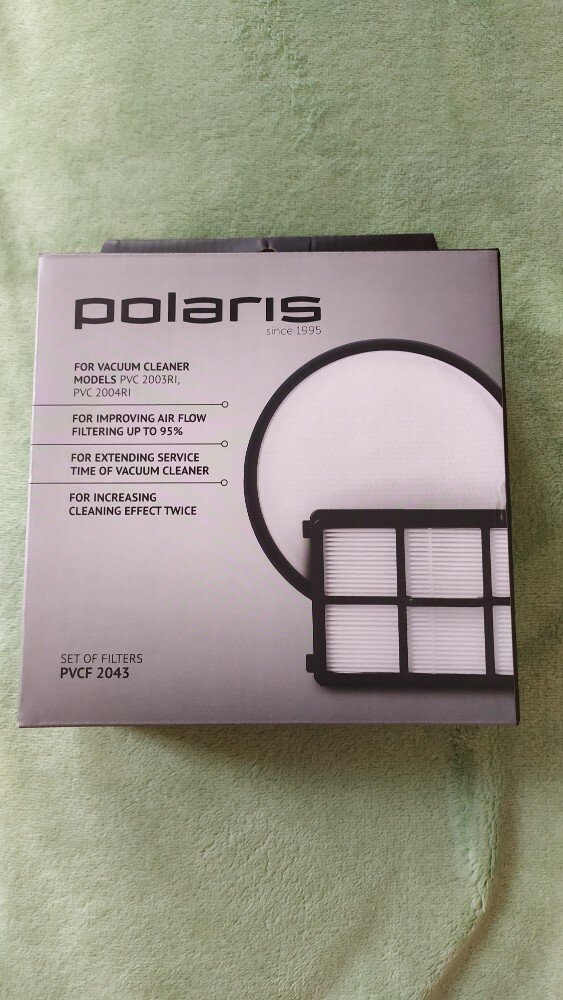 polaris
since 1995
FOR VACUUM CLEANER
MODELS PVC 2003RI,
PVC 2004RI
FOR IMPROVING AIR FLOW
FILTERING UP TO 95%
FOR EXTENDING SERVICE
TIME OF VACUUM CLEANER
FOR INCREASING
CLEANING EFFECT TWICE
SET OF FILTERS
PVCF 2043